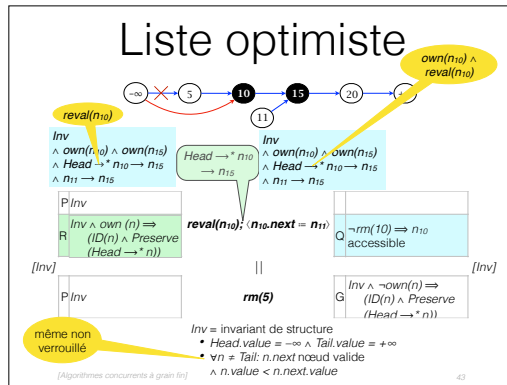 Liste optimiste
own(n10) ∧
reval(n10)
−∞
5
10
15
20
11
reval(n10)
Inv
∧ own(n10) ∧ own(n15)
∧ Head →* n10 → n15
∧ n11 → n15
Head →* n10
→ n15
Inv
∧ own(n10) ∧ own(n15)
∧ Head →* n10 → n15
∧ n11 → n15
P Inv
R Inv ∧ own (n) ⟹
(ID(n) ∧ Preserve
(Head →* n))
reval(n10); ⟨n10.next = n11⟩
Q ¬rm(10) ⟹ n10
accessible
[Inv]
||
[Inv]
P Inv
rm(5)
G Inv ∧ ¬own(n) ⟹
(ID(n) ∧ Preserve
(Head →* n))
même non
verrouillé
Inv = invariant de structure
• Head.value = −∞ ∧ Tail.value = +∞
• ∀n ≠ Tail: n.next nœud valide
∧ n.value < n.next.value
[Algorithmes concurrents à grain fin]
43